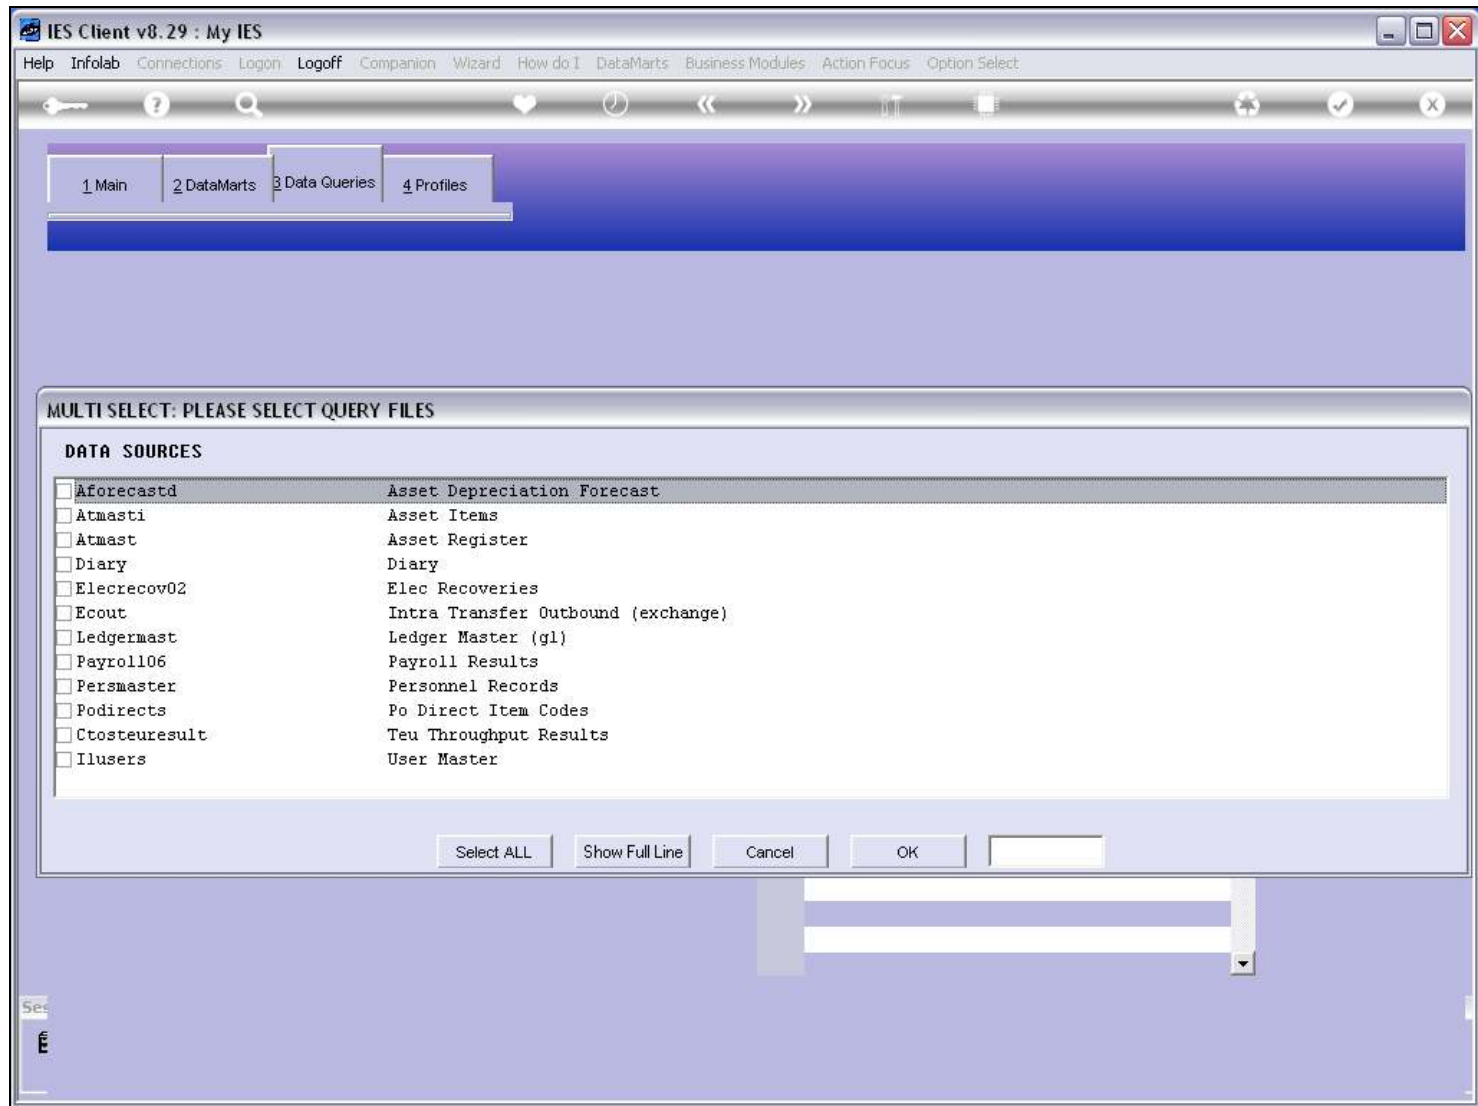 IES Client v8.29 : My IES
Help Infolab Connections Logon Logoff Companion Wizard How do I DataMarts Business Modules Action Focus Option Select
1 Main 2 DataMarts 3 Data Queries 4 Profiles
MULTI SELECT: PLEASE SELECT QUERY FILES
DATA SOURCES
Aforecastd Asset Depreciation Forecast
Atmasti Asset Items
Atmast Asset Register
Diary Diary
Elecrecov02 Elec Recoveries
Ecout Intra Transfer Outbound (exchange)
Ledgermast Ledger Master (gl)
Payroll06 Payroll Results
Persmaster Personnel Records
Podirects Po Direct Item Codes
Ctosteuresult Teu Throughput Results
Ilusers User Master
Select ALL Show Full Line Cancel OK